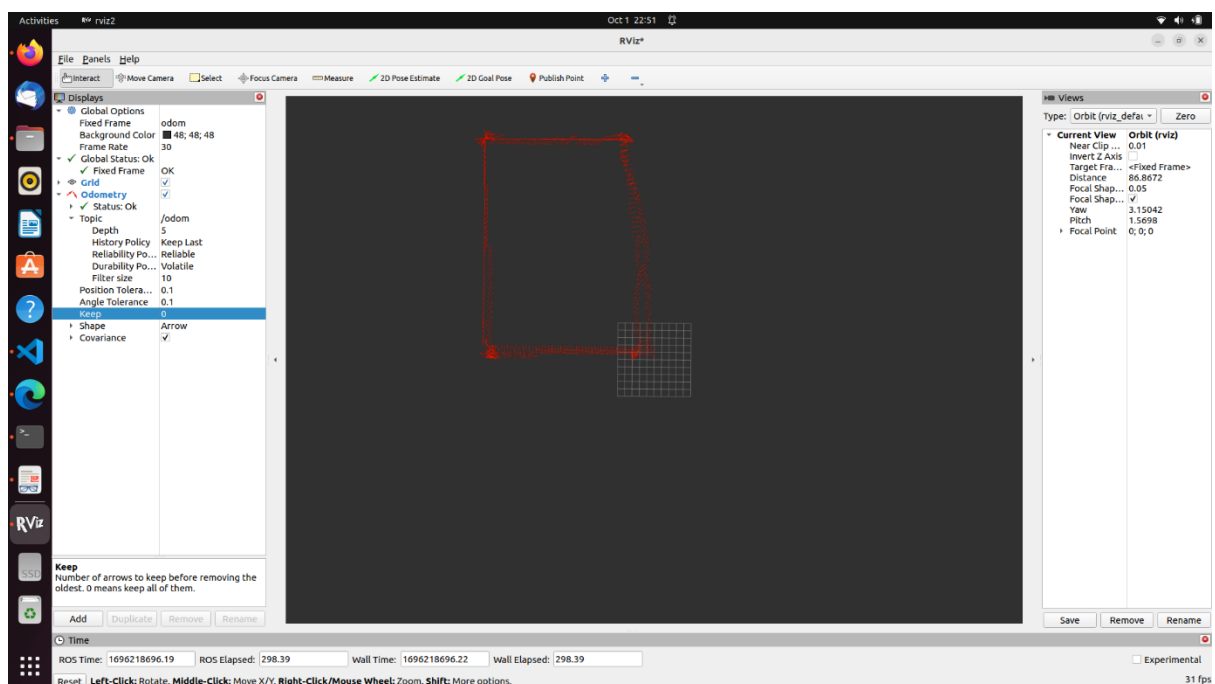 Activities RViz rviz2 Oct 1 22:51
RViz*
File Panels Help
Interact Move Camera Select Focus Camera Measure 2D Pose Estimate 2D Goal Pose Publish Point
Displays
Global Options
Fixed Frame odom
Background Color 48; 48; 48
Frame Rate 30
Global Status: Ok
Fixed Frame OK
Grid
Odometry
Status: Ok
Topic /odom
Depth 5
History Policy Keep Last
Reliability Po... Reliable
Durability Po... Volatile
Filter size 10
Position Tolera... 0.1
Angle Tolerance 0.1
Keep 0
Shape Arrow
Covariance
Keep
Number of arrows to keep before removing the
oldest. 0 means keep all of them.
Add Duplicate Remove Rename
Views
Type: Orbit (rviz_defau Zero
Current View Orbit (rviz)
Near Clip ... 0.01
Invert Z Axis
Target Fra... <Fixed Frame>
Distance 86.8672
Focal Shap... 0.05
Focal Shap...
Yaw 3.15042
Pitch 1.5698
Focal Point 0; 0; 0
Save Remove Rename
RViz
SSD
Time
ROS Time: 1696218696.19 ROS Elapsed: 298.39 Wall Time: 1696218696.22 Wall Elapsed: 298.39 Experimental
Reset Left-Click: Rotate. Middle-Click: Move X/Y. Right-Click/Mouse Wheel: Zoom. Shift: More options. 31 fps